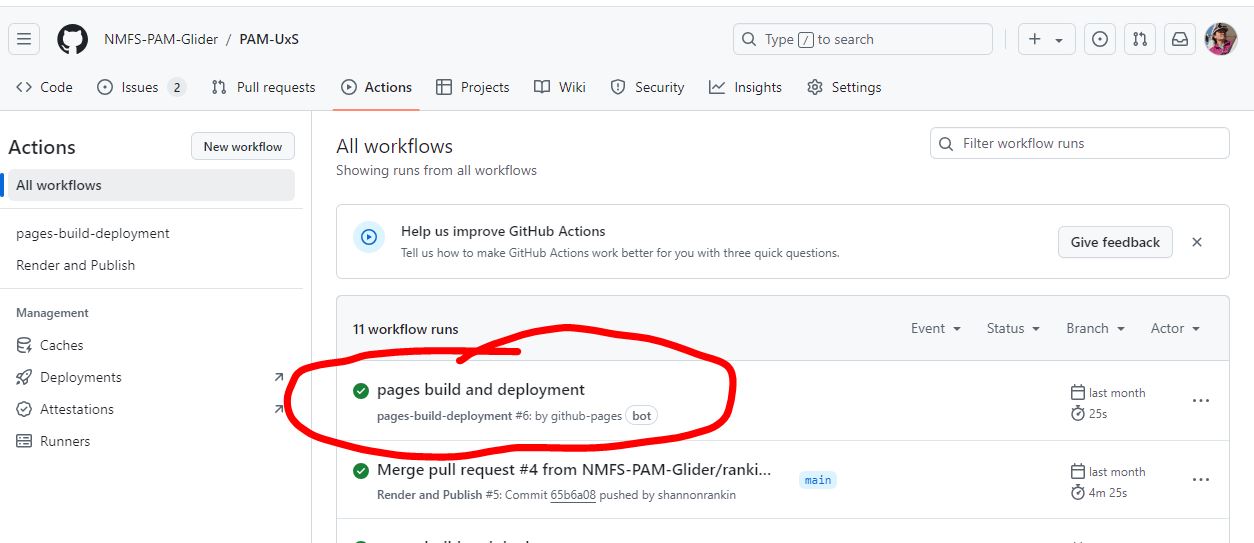 NMFS-PAM-Glider / PAM-UxS
Type / to search
Code
Issues 2
Pull requests
Actions
Projects
Wiki
Security
Insights
Settings
Actions
New workflow
All workflows
pages-build-deployment
Render and Publish
Management
Caches
Deployments
Attestations
Runners
All workflows
Showing runs from all workflows
Filter workflow runs
Help us improve GitHub Actions
Tell us how to make GitHub Actions work better for you with three quick questions.
Give feedback
11 workflow runs
Event
Status
Branch
Actor
pages build and deployment
pages-build-deployment #6: by github-pages bot
last month
25s
Merge pull request #4 from NMFS-PAM-Glider/ranki...
Render and Publish #5: Commit 65b6a08 pushed by shannonrankin
main
last month
4m 25s